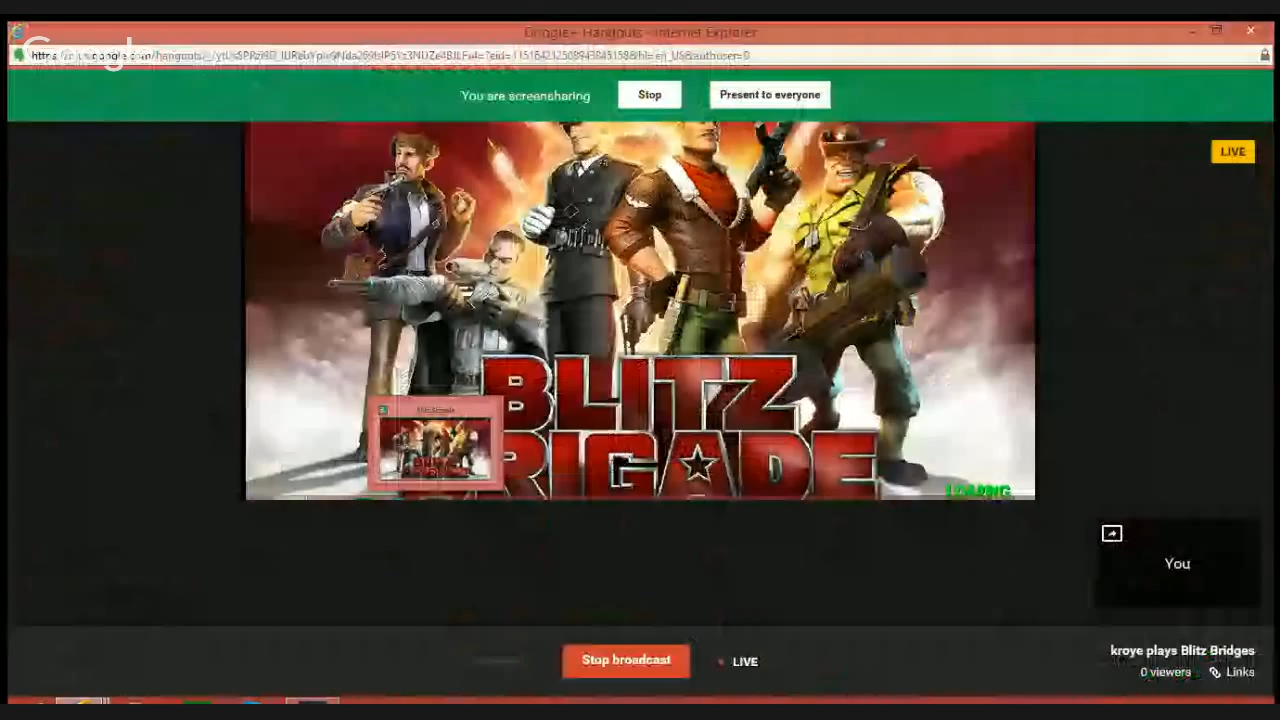 Google+ Hangouts - Internet Explorer
You are screensharing
Stop
Present to everyone
LIVE
BLITZ
BRIGADE
LOADING
You
Stop broadcast
LIVE
kroye plays Blitz Bridges
0 viewers
Links